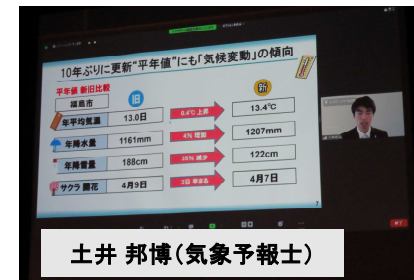 10年ぶりに更新“平年値”にも「気候変動」の傾向
平年値 新旧比較
福島市
旧
新
年平均気温 13.0日 0.4℃上昇 13.4℃
年降水量 1161mm 4% 増加 1207mm
年降雪量 188cm 35% 減少 122cm
サクラ 開花 4月9日 2日 早まる 4月7日
7
土井 邦博（気象予報士）